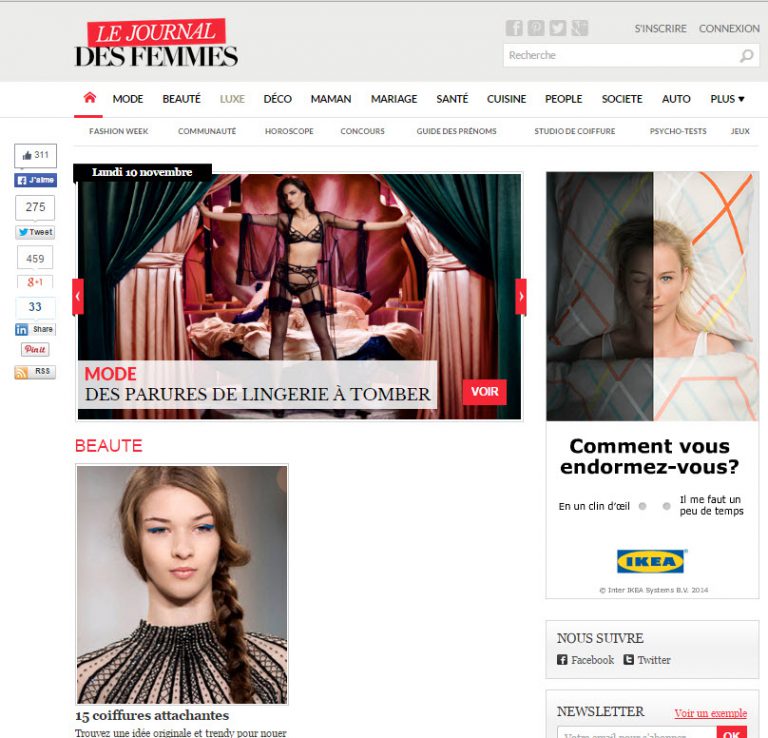 LE JOURNAL
DES FEMMES
S'INSCRIRE CONNEXION
Recherche
MODE BEAUTÉ LUXE DÉCO MAMAN MARIAGE SANTÉ CUISINE PEOPLE SOCIETE AUTO PLUS ▼
FASHION WEEK COMMUNAUTÉ HOROSCOPE CONCOURS GUIDE DES PRÉNOMS STUDIO DE COIFFURE PSYCHO-TESTS JEUX
311
J'aime
275
Tweet
459
g+1
33
in Share
Pin it
RSS
Lundi 10 novembre
MODE
DES PARURES DE LINGERIE À TOMBER
VOIR
BEAUTE
15 coiffures attachantes
Trouvez une idée originale et trendy pour nouer
Comment vous
endormez-vous?
En un clin d'œil
Il me faut un
peu de temps
IKEA
© Inter IKEA Systems B.V. 2014
NOUS SUIVRE
Facebook Twitter
NEWSLETTER Voir un exemple
Votre email pour s'abonner
OK